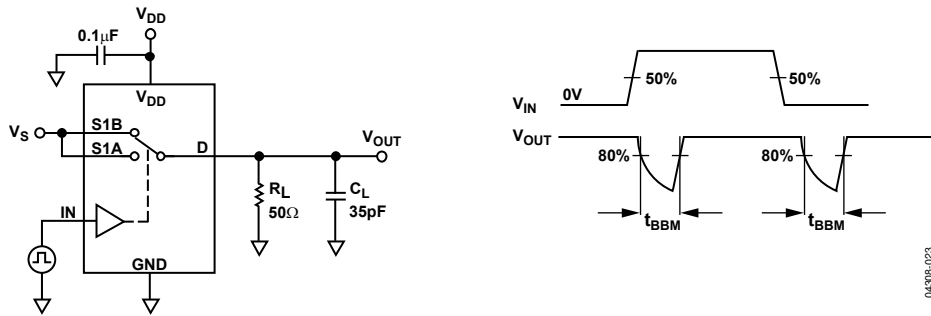 VDD
0.1µF
VDD
VS
S1B
S1A
D
VOUT
IN
RL
50Ω
CL
35pF
GND
VIN
0V
50%
50%
VOUT
80%
80%
tBBM
tBBM
04308-023